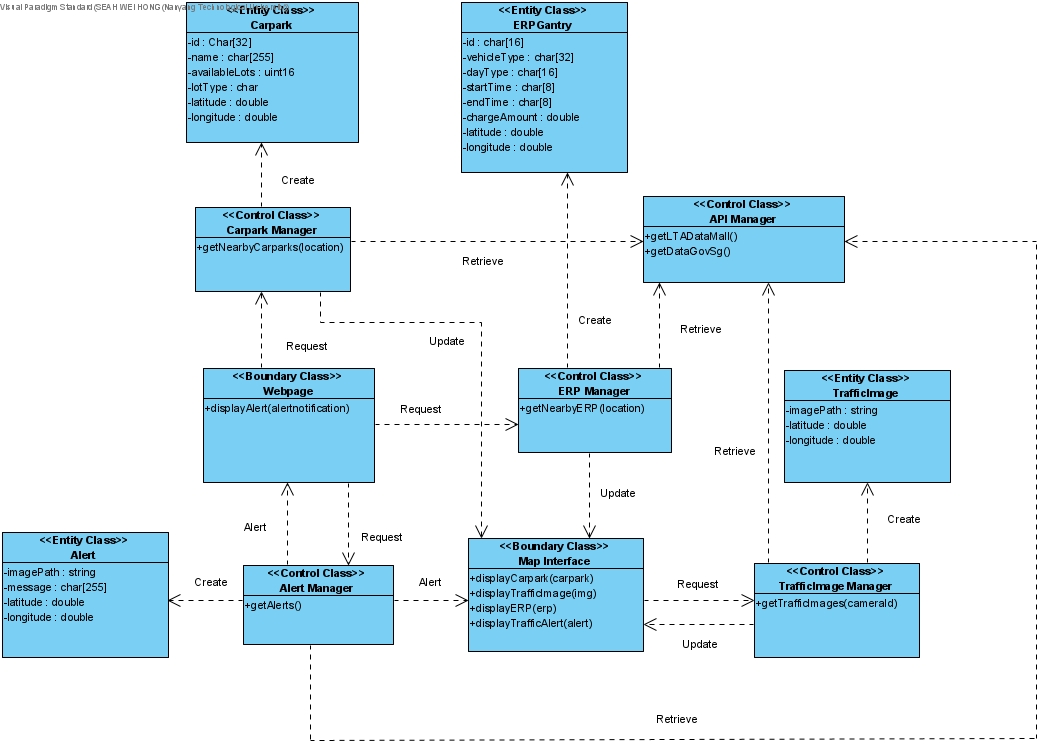 Visual Paradigm Standard (SEAH WEI HONG (Nanyang Technological
<<Entity Class>>
Carpark
-id : Char[32]
-name : char[255]
-availableLots : uint16
-lotType : char
-latitude : double
-longitude : double
<<Entity Class>>
ERPGantry
-id : char[16]
-vehicleType : char[32]
-dayType : char[16]
-startTime : char[8]
-endTime : char[8]
-chargeAmount : double
-latitude : double
-longitude : double
Create
<<Control Class>>
Carpark Manager
+getNearbyCarparks(location)
<<Control Class>>
API Manager
+getLTADataMall()
+getDataGovSg()
Retrieve
Create
Retrieve
Request
Update
<<Boundary Class>>
Webpage
+displayAlert(alertnotification)
Request
<<Control Class>>
ERP Manager
+getNearbyERP(location)
<<Entity Class>>
TrafficImage
-imagePath : string
-latitude : double
-longitude : double
Retrieve
Update
Alert
Request
Create
<<Entity Class>>
Alert
-imagePath : string
-message : char[255]
-latitude : double
-longitude : double
Create
<<Control Class>>
Alert Manager
+getAlerts()
Alert
<<Boundary Class>>
Map Interface
+displayCarpark(carpark)
+displayTrafficImage(img)
+displayERP(erp)
+displayTrafficAlert(alert)
Request
Update
<<Control Class>>
TrafficImage Manager
+getTrafficImages(cameraId)
Retrieve